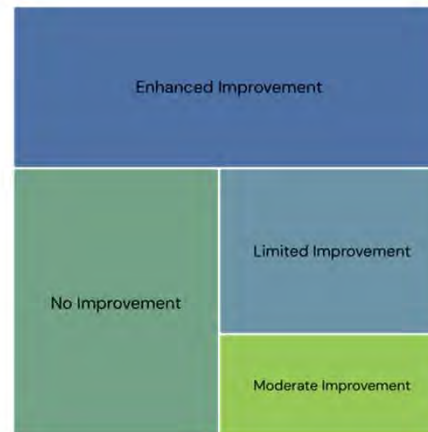 Enhanced Improvement
Limited Improvement
No Improvement
Moderate Improvement